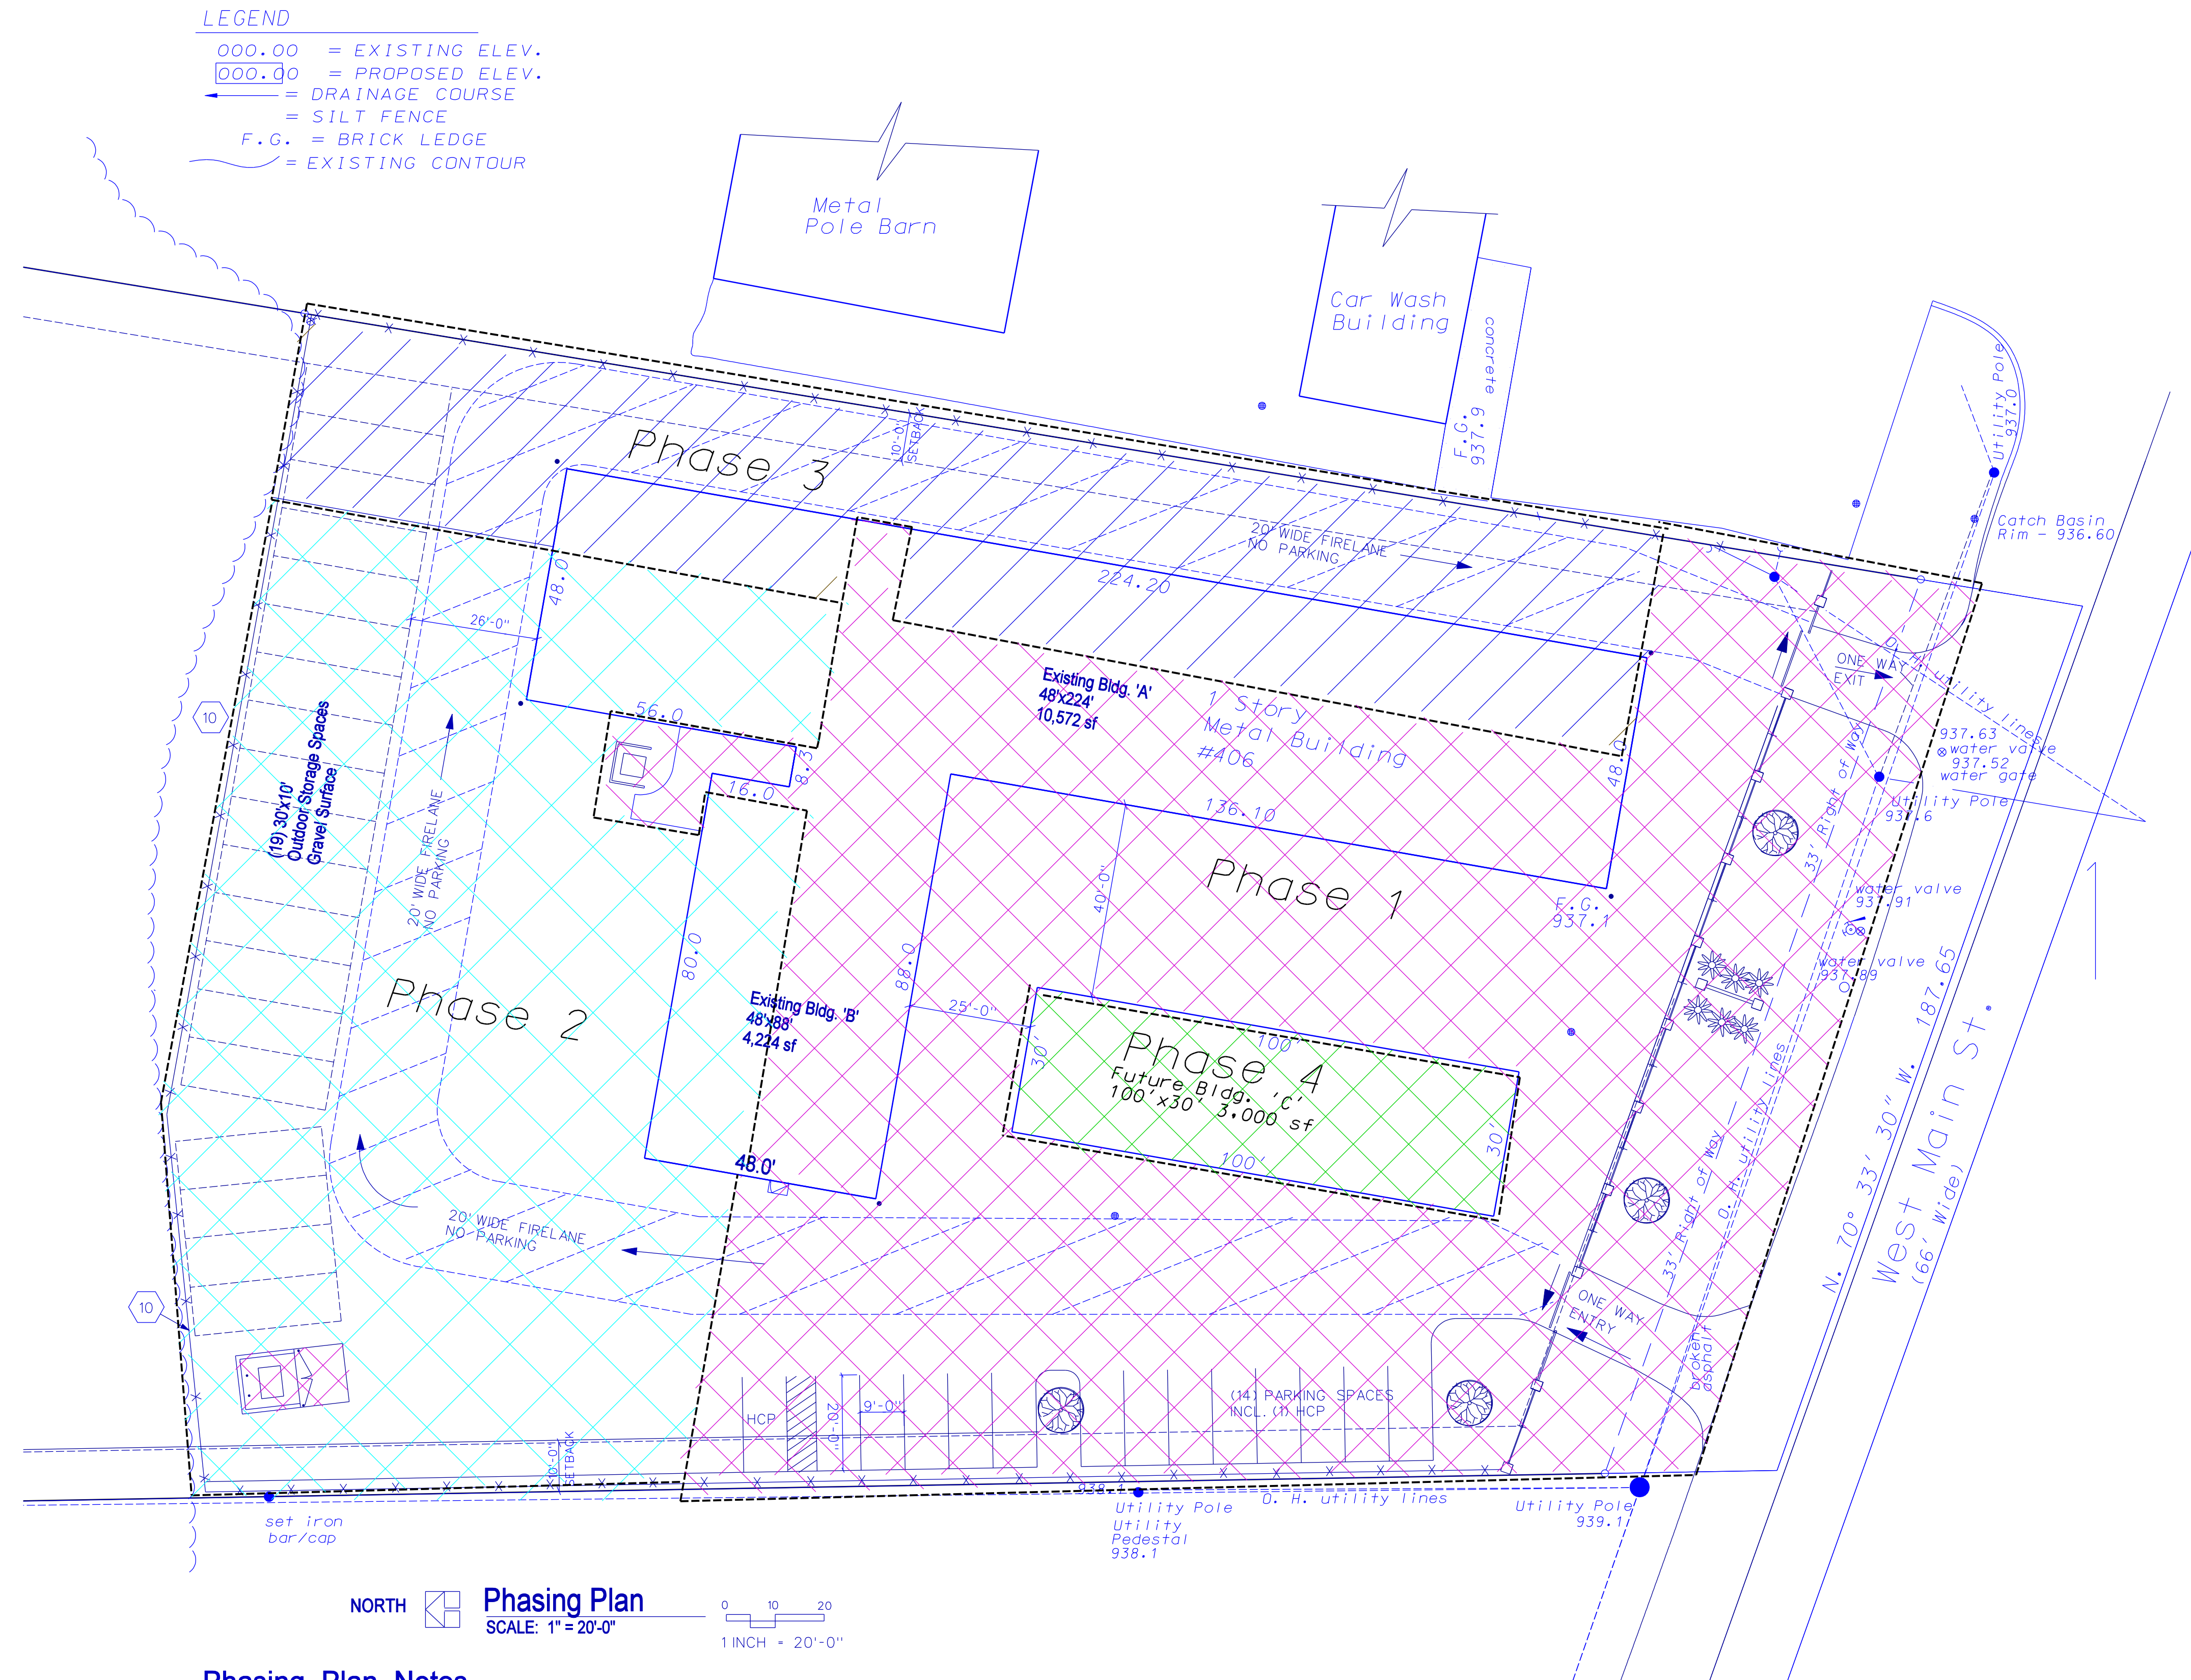 LEGEND
000.00 = EXISTING ELEV.
000.00 = PROPOSED ELEV.
= DRAINAGE COURSE
= SILT FENCE
F.G. = BRICK LEDGE
= EXISTING CONTOUR
Metal
Pole Barn
Car Wash
Building
concrete
F.G.
937.9
Utility Pole
937.0
Catch Basin
Rim - 936.60
Phase 3
10'-0"
SETBACK
20' WIDE FIRELANE
NO PARKING
224.20
48.0
26'-0"
56.0
8.3
16.0
Existing Bldg. 'A'
48'x224'
10,572 sf
1 Story
Metal Building
#406
48.0
136.10
40'-0"
ONE WAY
EXIT
O. H. utility lines
937.63
water valve
937.52
water gate
Utility Pole
937.6
33' Right of Way
water valve
937.91
water valve
937.89
10
(19) 30'x10'
Outdoor Storage Spaces
Gravel Surface
20' WIDE FIRELANE
NO PARKING
Phase 1
F.G.
937.1
Phase 2
80.0
88.0
Existing Bldg. 'B'
48'x88'
4,224 sf
25'-0"
48.0'
Phase 4
Future Bldg. 'C'
100'x30' 3,000 sf
100'
30'
30'
100'
20' WIDE FIRELANE
NO PARKING
33' Right of Way
O. H. utility lines
N. 70° 33' 30" W. 187.65
West Main St.
(66' Wide)
10
ONE WAY
ENTRY
broken
asphalt
HCP
20'-0"
9'-0"
(14) PARKING SPACES
INCL. (1) HCP
10'-0"
SETBACK
set iron
bar/cap
938.1
Utility Pole
Utility
Pedestal
938.1
O. H. utility lines
Utility Pole
939.1
NORTH
Phasing Plan
SCALE: 1" = 20'-0"
0 10 20
1 INCH = 20'-0"
Phasing Plan Notes